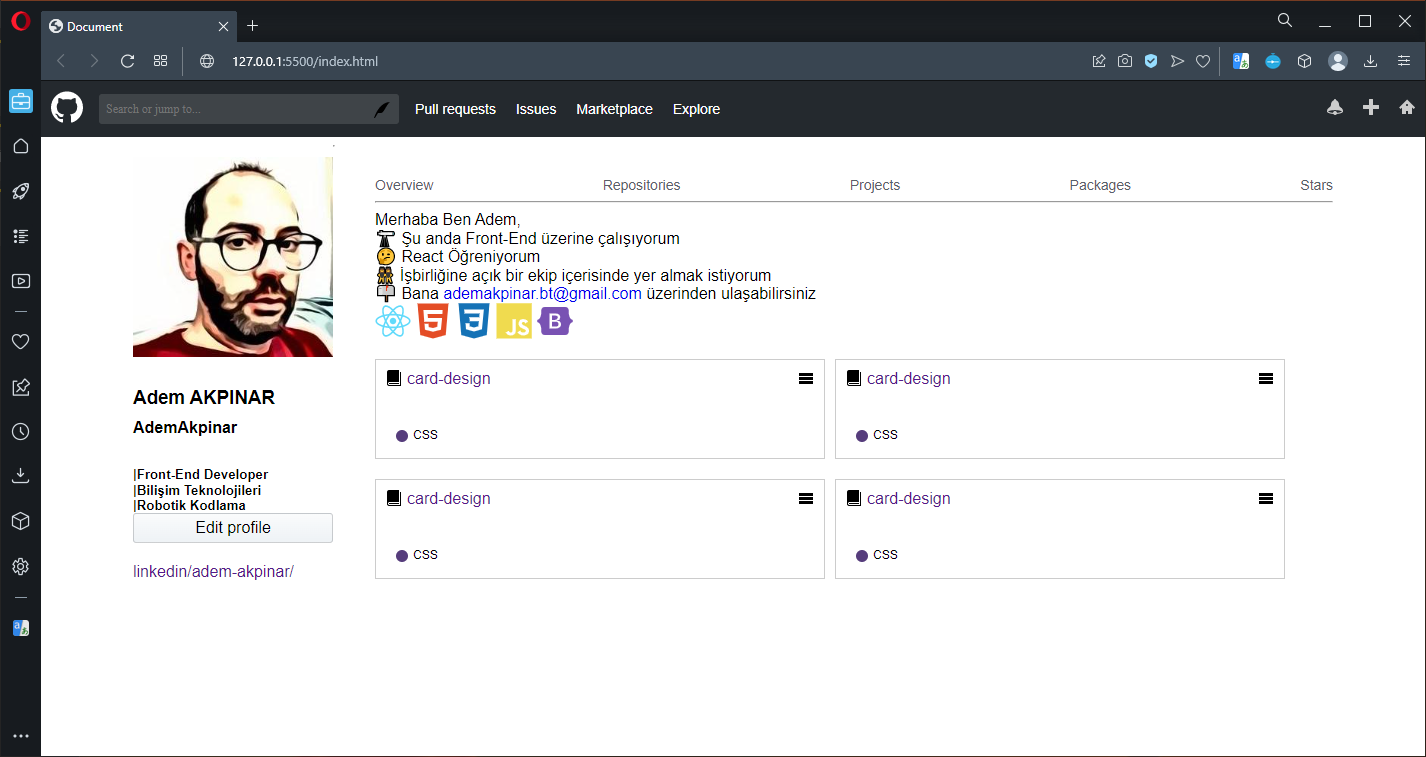 Document
127.0.0.1:5500/index.html
Search or jump to... Pull requests Issues Marketplace Explore
Overview Repositories Projects Packages Stars
Merhaba Ben Adem,
Şu anda Front-End üzerine çalışıyorum
React Öğreniyorum
İşbirliğine açık bir ekip içerisinde yer almak istiyorum
Bana ademakpinar.bt@gmail.com üzerinden ulaşabilirsiniz
5 3 JS B
Adem AKPINAR
AdemAkpinar
|Front-End Developer
|Bilişim Teknolojileri
|Robotik Kodlama
Edit profile
linkedin/adem-akpinar/
card-design
css
card-design
css
card-design
css
card-design
css